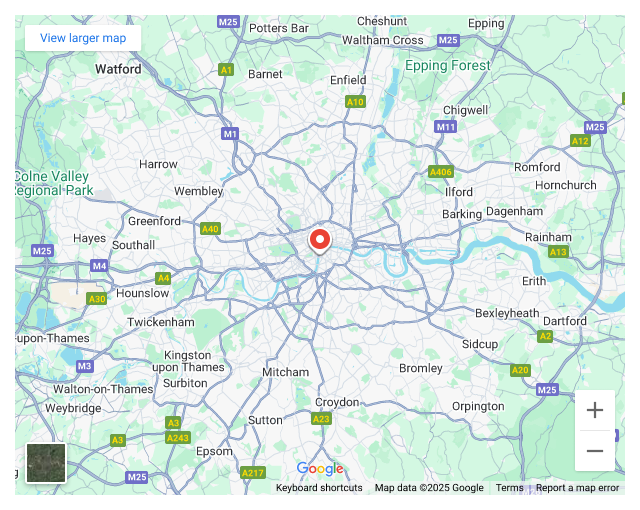 M25
Potters Bar
Cheshunt
Epping
View larger map
Waltham Cross
M25
Watford
A1
Barnet
Enfield
Epping Forest
A10
Chigwell
M1
M11
M25
A12
Harrow
Colne Valley
Regional Park
Wembley
A406
Romford
Ilford
Hornchurch
Greenford
A40
Barking
Dagenham
Hayes
Southall
Rainham
M25
M4
A13
A4
Hounslow
A30
Erith
Twickenham
Bexleyheath
Dartford
-upon-Thames
A2
Sidcup
Kingston
upon Thames
M3
Surbiton
Mitcham
Bromley
A20
Walton-on-Thames
M25
Weybridge
Croydon
Orpington
A3
Sutton
A23
A3
A243
Epsom
M25
A217
Google
Keyboard shortcuts
Map data ©2025 Google
Terms
Report a map error